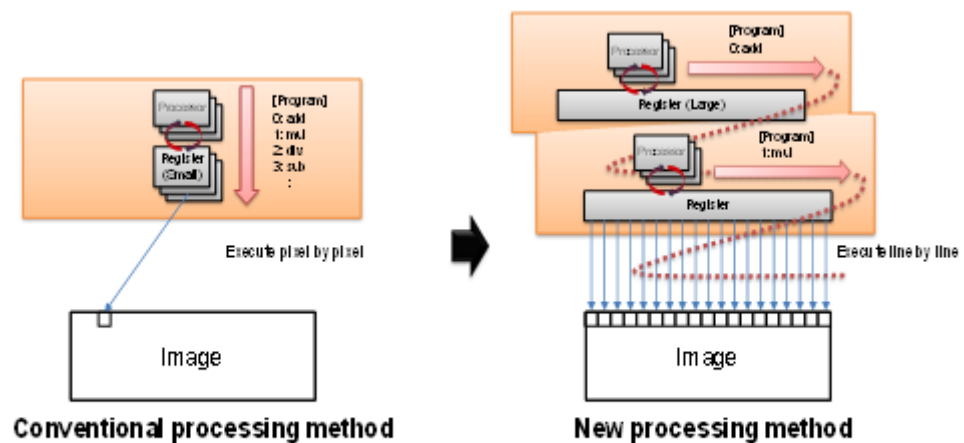 Processor
Register
(Small)
[Program]
0: add
1: mul
2: div
3: sub
:
Execute pixel by pixel
Image
Conventional processing method
Processor
[Program]
0: add
Register (Large)
Processor
[Program]
1: mul
Register
Execute line by line
Image
New processing method